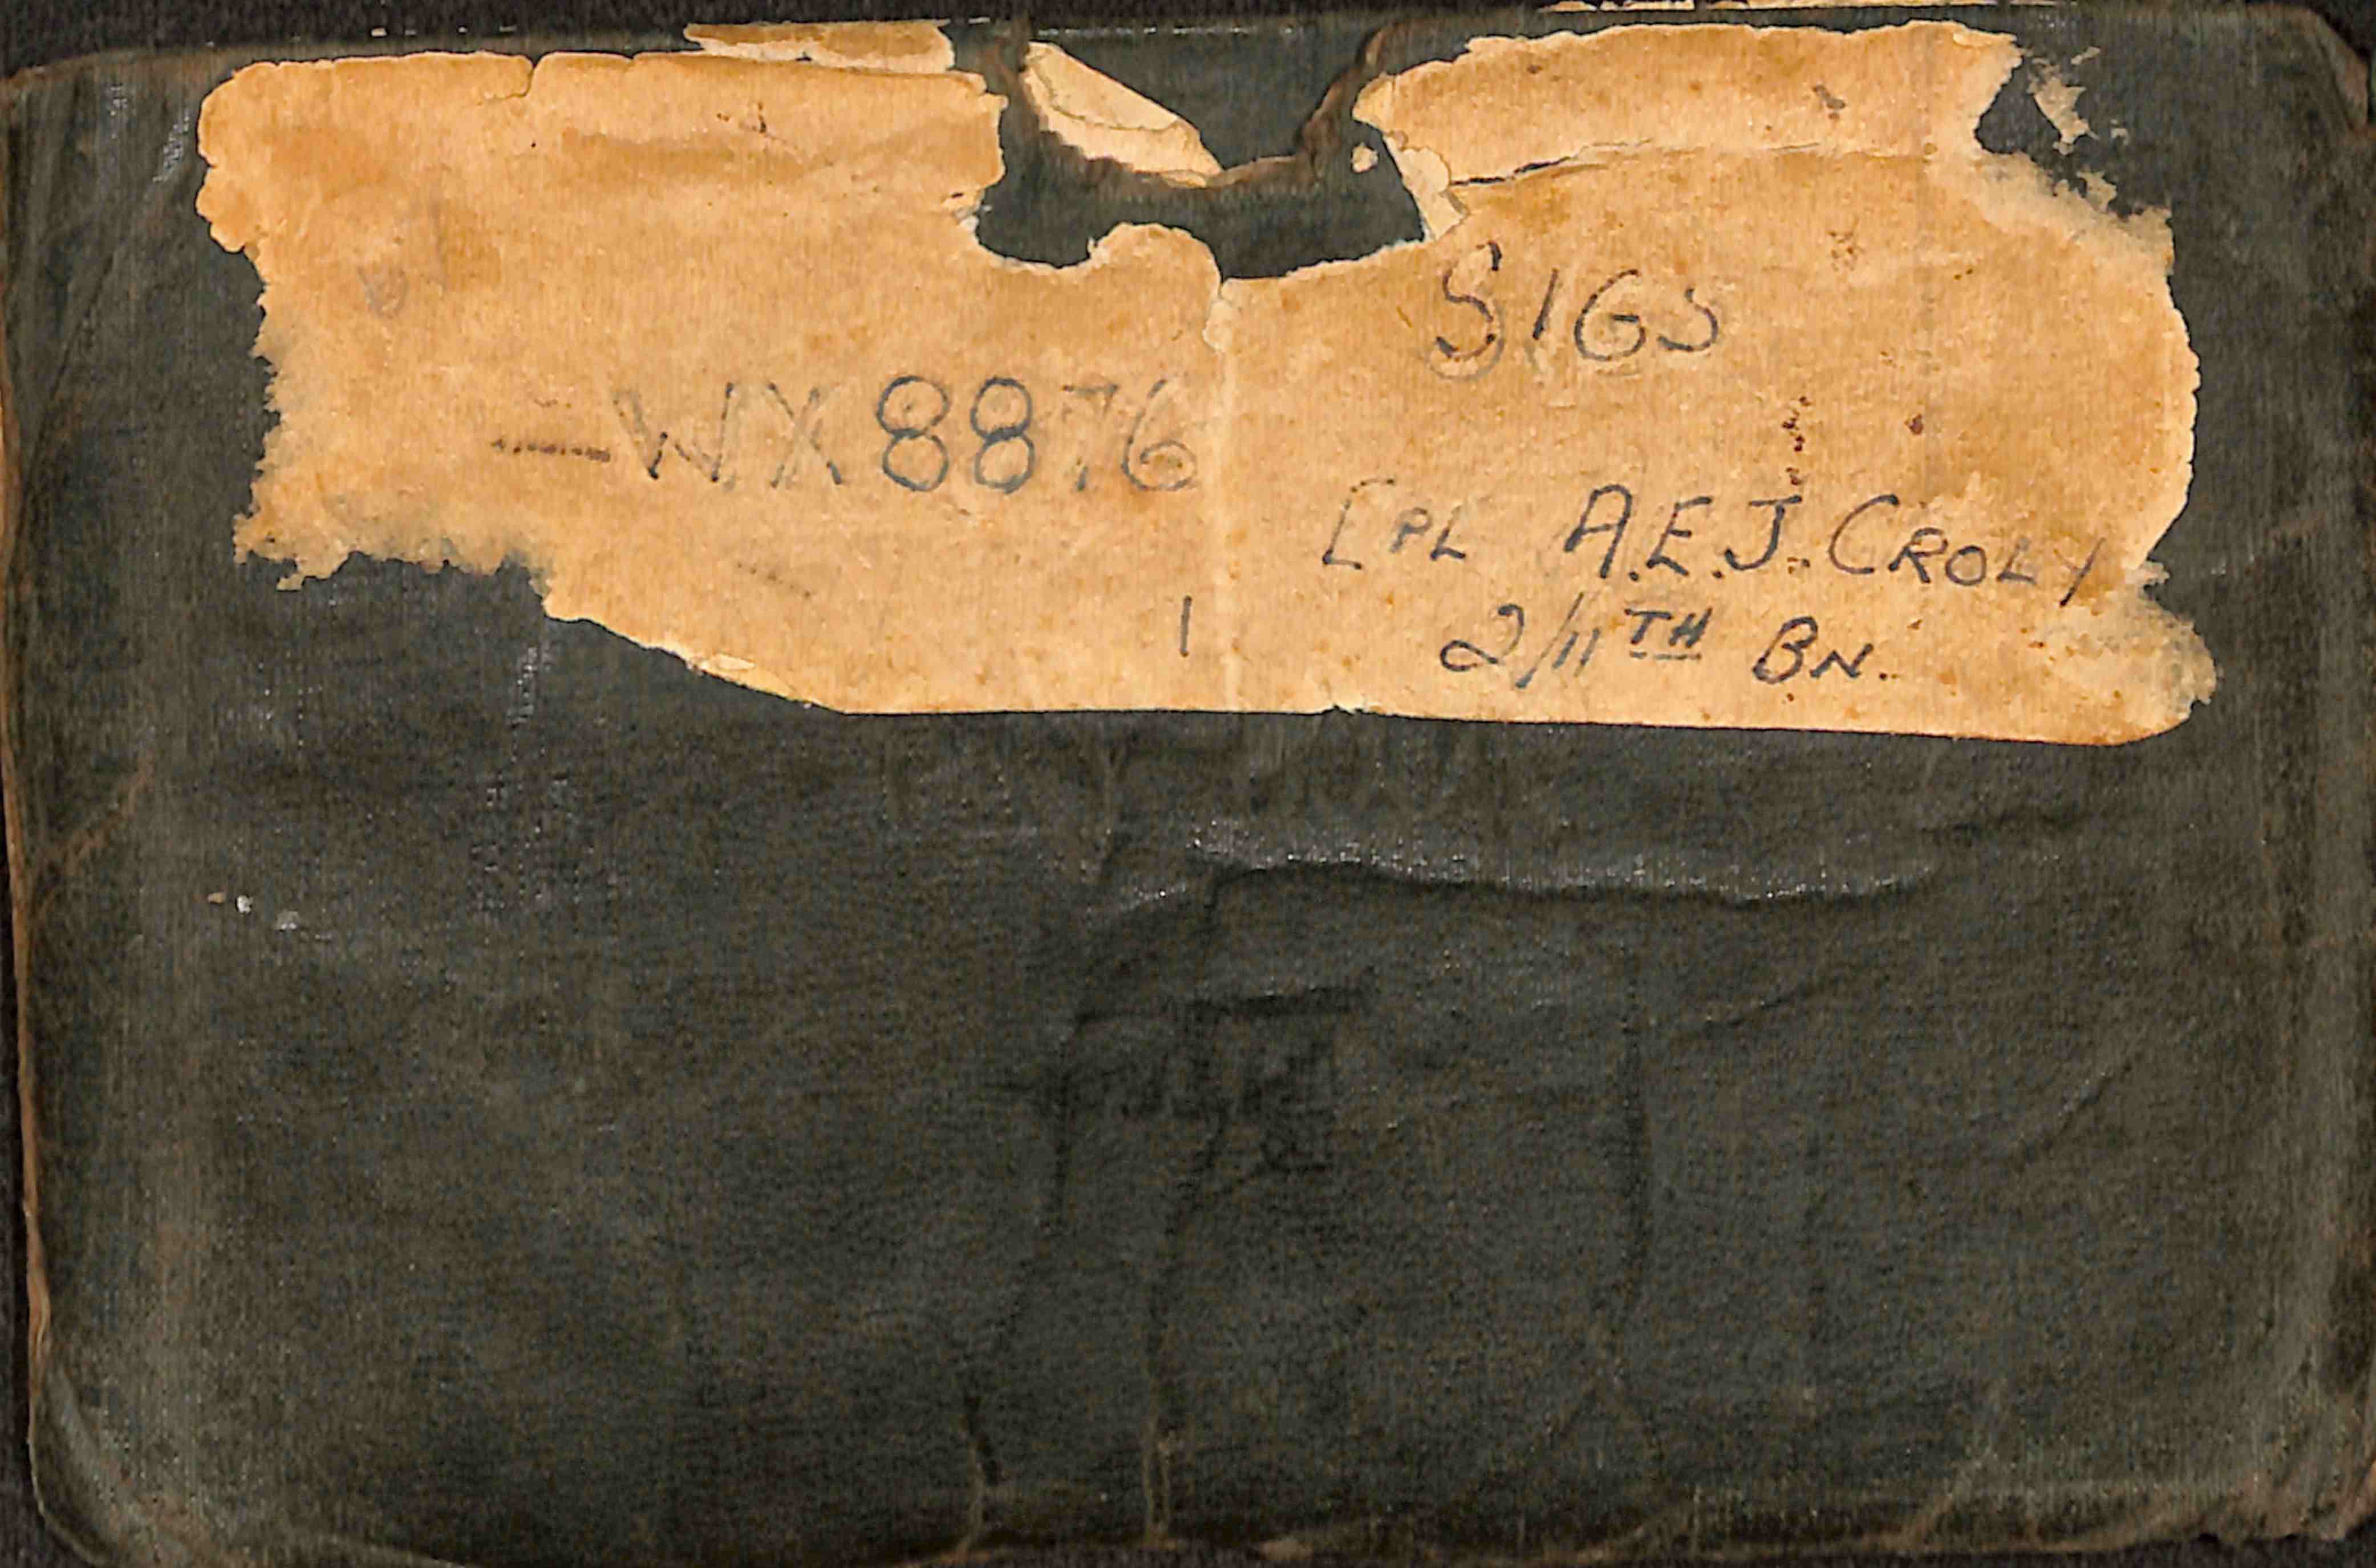 SIGS
WX8876
CPL A.E.J. CROLY
2/11TH BN.